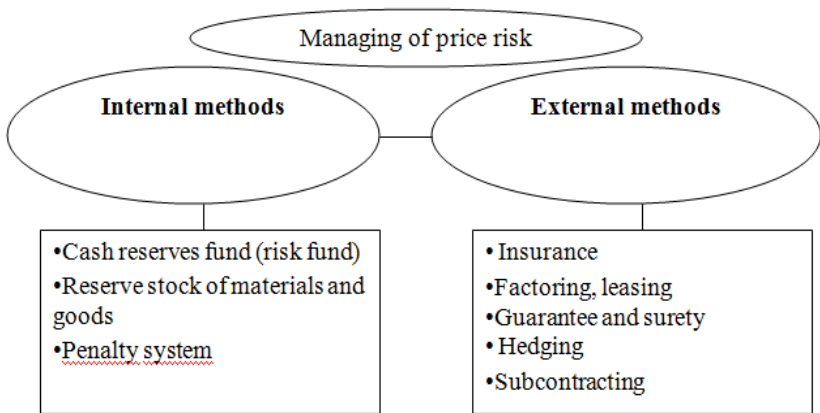 Managing of price risk
Internal methods
External methods
•Cash reserves fund (risk fund)
•Reserve stock of materials and
goods
•Penalty system
• Insurance
•Factoring, leasing
•Guarantee and surety
• Hedging
•Subcontracting